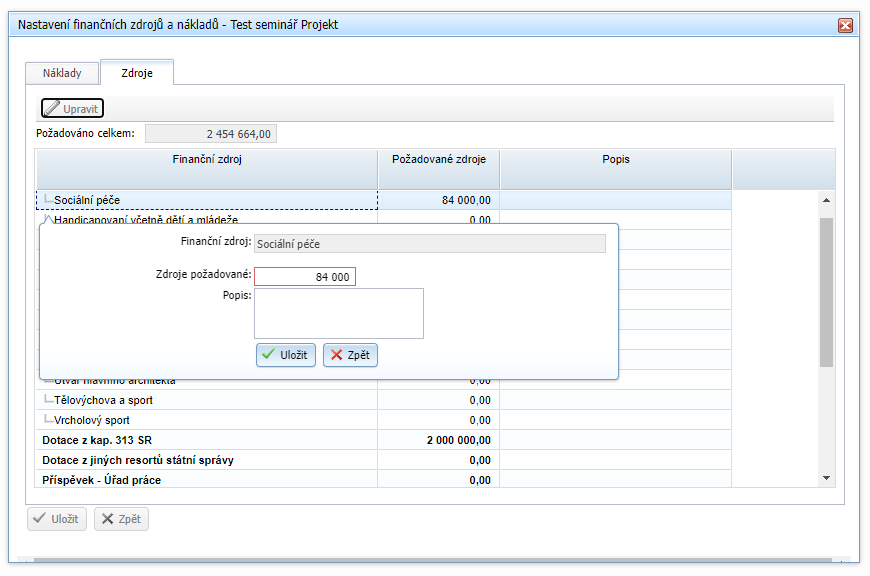 Nastavení finančních zdrojů a nákladů - Test seminář Projekt
Náklady Zdroje
Upravit
Požadováno celkem: 2 454 664,00
Finanční zdroj Požadované zdroje Popis
Sociální péče 84 000,00
Handicapovaní včetně dětí a mládeže 0,00
Finanční zdroj: Sociální péče
Zdroje požadované: 84 000
Popis:
Uložit Zpět
Útvar hlavního architekta 0,00
Tělovýchova a sport 0,00
Vrcholový sport 0,00
Dotace z kap. 313 SR 2 000 000,00
Dotace z jiných resortů státní správy 0,00
Příspěvek - Úřad práce 0,00
Uložit Zpět